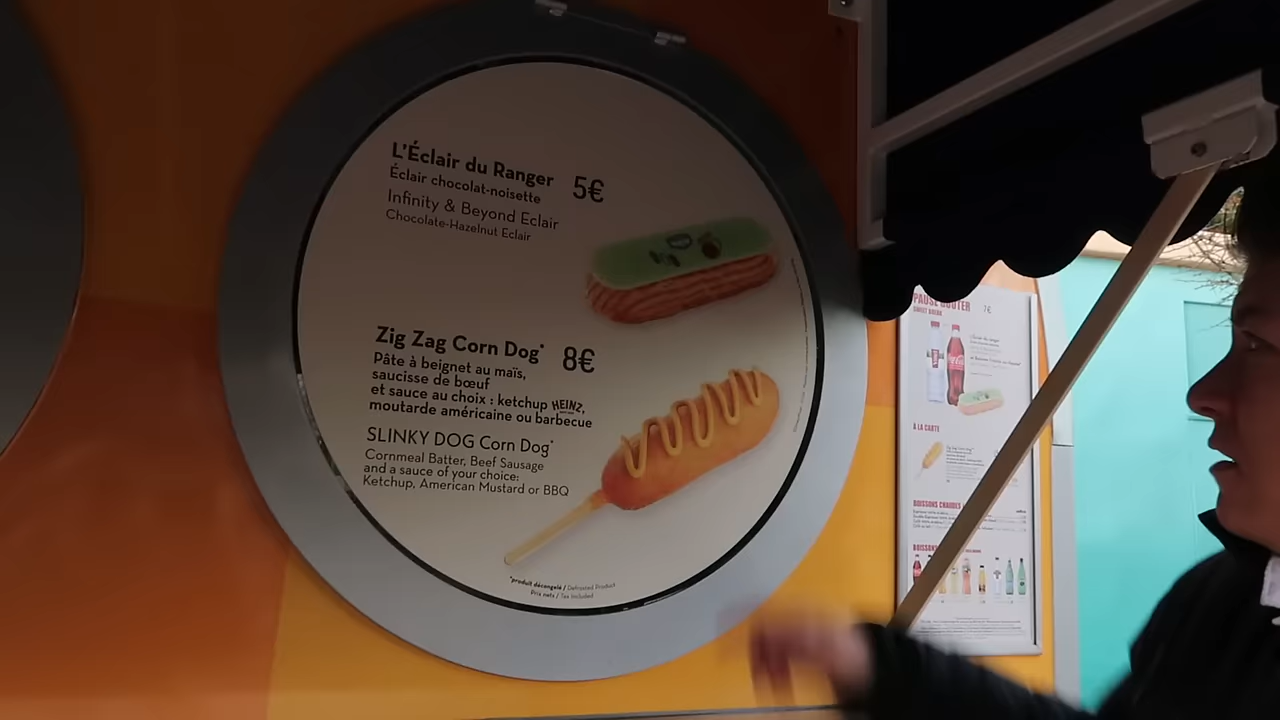 L'Éclair du Ranger 5€
Éclair chocolat-noisette
Infinity & Beyond Eclair
Chocolate-Hazelnut Eclair
Zig Zag Corn Dog* 8€
Pâte à beignet au maïs,
saucisse de bœuf
et sauce au choix : ketchup HEINZ,
moutarde américaine ou barbecue
SLINKY DOG Corn Dog*
Cornmeal Batter, Beef Sausage
and a sauce of your choice:
Ketchup, American Mustard or BBQ
*produit décongelé / Defrosted Product
Prix nets / Tax Included
PAUSE GOÛTER 7€
SWEET BREAK
À LA CARTE
BOISSONS CHAUDES
BOISSONS